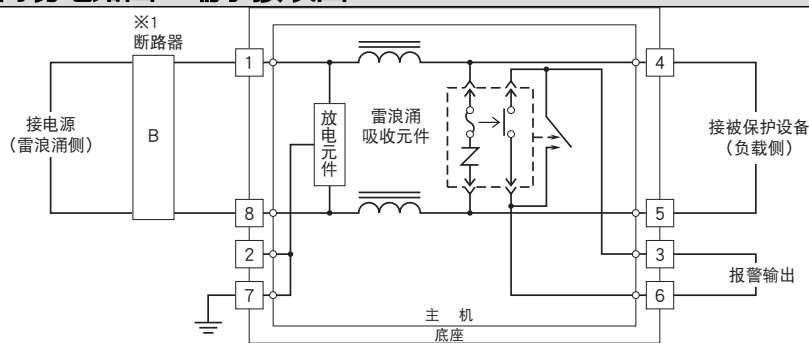 ※1
断路器
接电源
(雷浪涌侧)
B
1
8
2
7
放电元件
雷浪涌
吸收元件
4
5
3
6
接被保护设备
(负载侧)
报警输出
主 机
底座